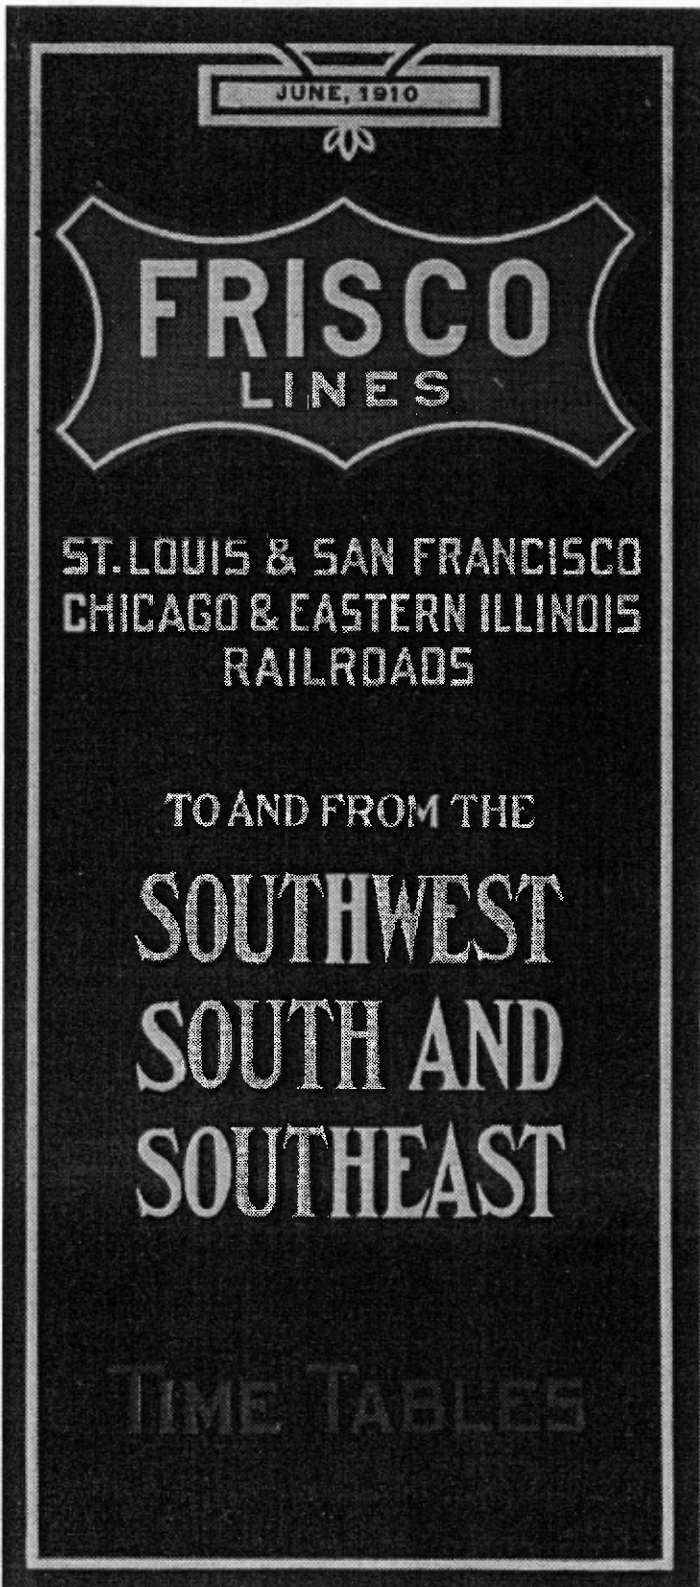 JUNE, 1910
FRISCO
LINES
ST. LOUIS & SAN FRANCISCO
CHICAGO & EASTERN ILLINOIS
RAILROADS
TO AND FROM THE
SOUTHWEST
SOUTH AND
SOUTHEAST
TIME TABLES